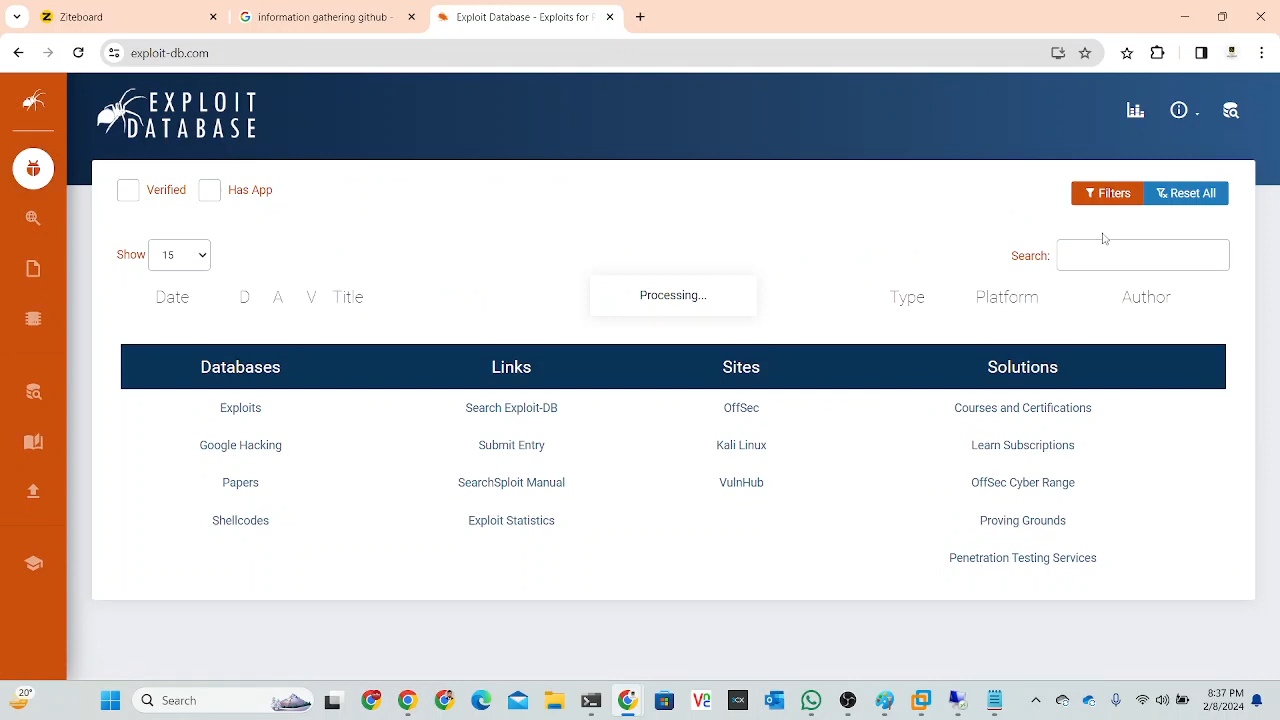 Ziteboard
information gathering github -
Exploit Database - Exploits for P
exploit-db.com
EXPLOIT
DATABASE
Verified
Has App
Filters
Reset All
Show
15
Search:
Date
D
A
V
Title
Processing...
Type
Platform
Author
Databases
Links
Sites
Solutions
Exploits
Search Exploit-DB
OffSec
Courses and Certifications
Google Hacking
Submit Entry
Kali Linux
Learn Subscriptions
Papers
SearchSploit Manual
VulnHub
OffSec Cyber Range
Shellcodes
Exploit Statistics
Proving Grounds
Penetration Testing Services
20°
Search
8:37 PM
2/8/2024